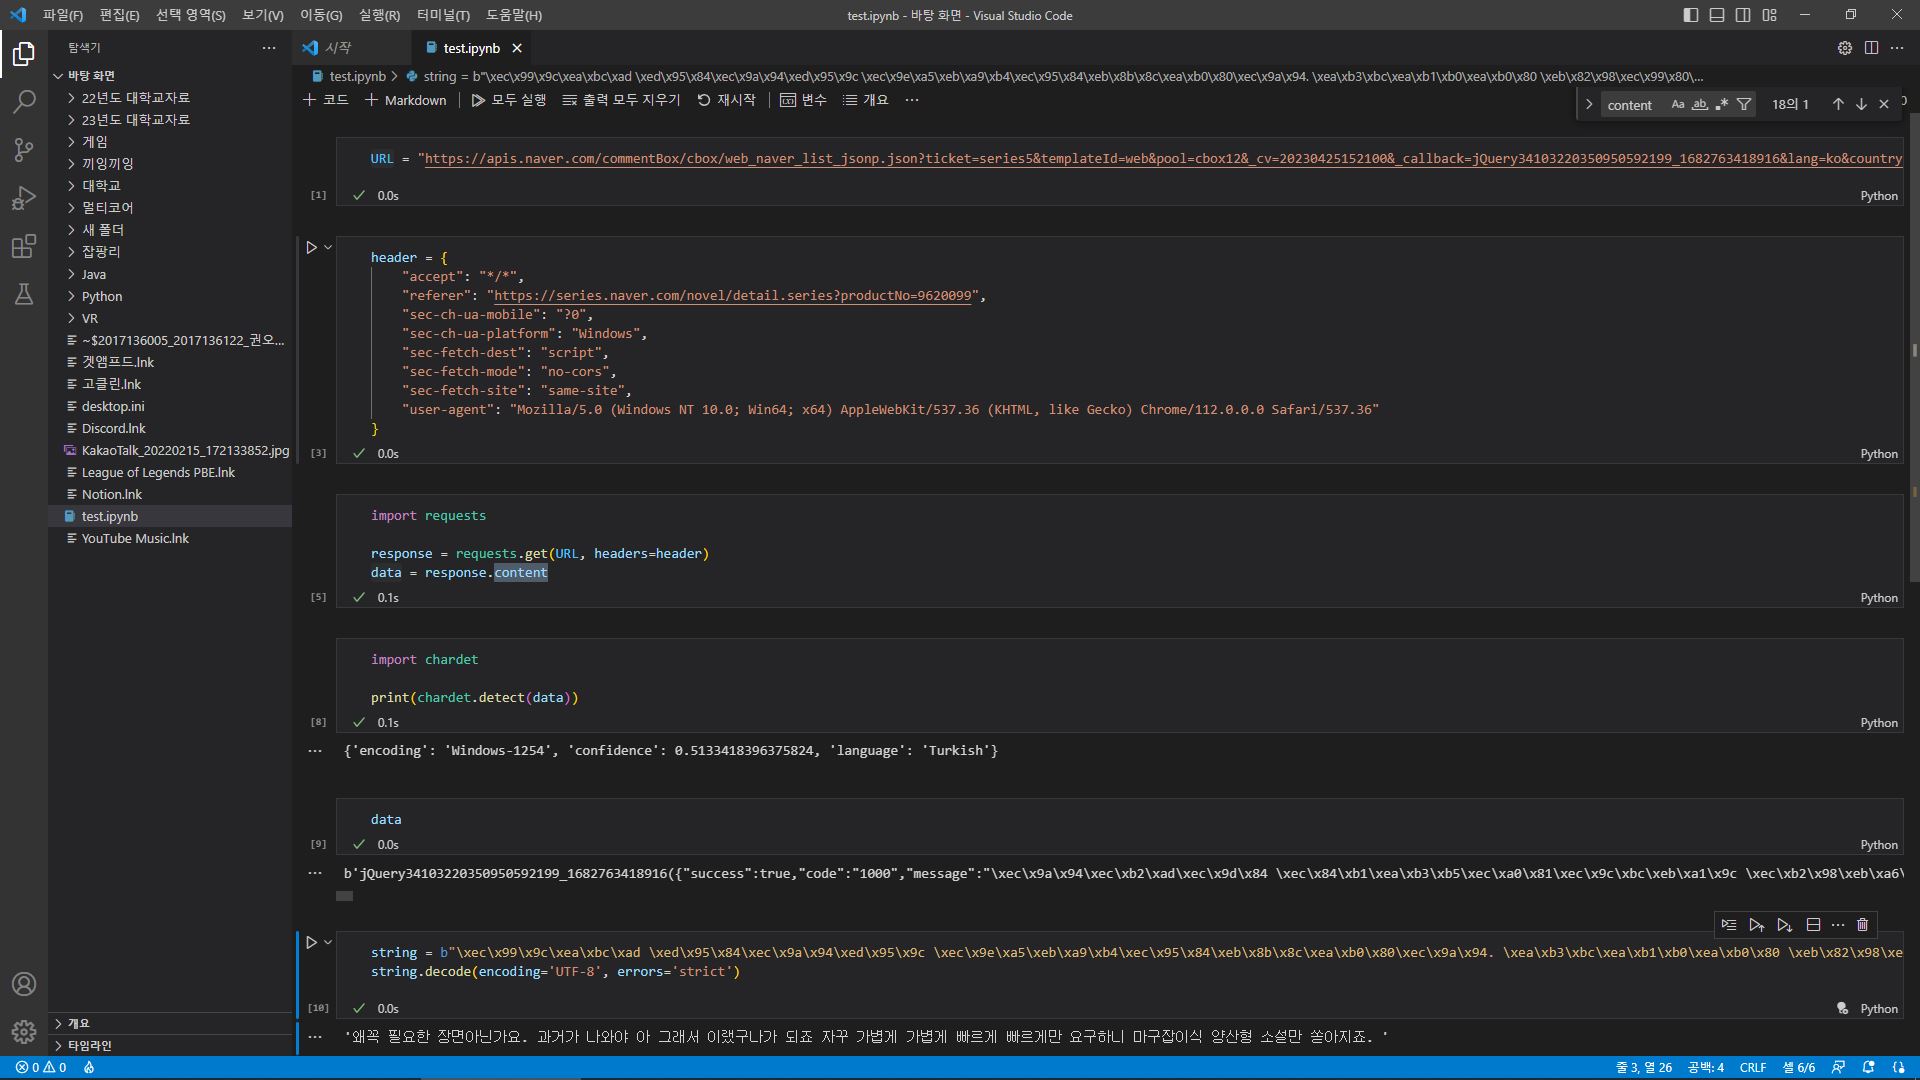 파일(F) 편집(E) 선택 영역(S) 보기(V) 이동(G) 실행(R) 터미널(T) 도움말(H)
test.ipynb - 바탕 화면 - Visual Studio Code
탐색기
시작
test.ipynb
바탕 화면
22년도 대학교자료
23년도 대학교자료
게임
끼잉끼잉
대학교
멀티코어
새 폴더
잡팡리
Java
Python
VR
~$2017136005_2017136122_권오...
겟앰프드.lnk
고클린.lnk
desktop.ini
Discord.lnk
KakaoTalk_20220215_172133852.jpg
League of Legends PBE.lnk
Notion.lnk
test.ipynb
YouTube Music.lnk
개요
타임라인
test.ipynb > string = b"\xec\x99\x9c\xea\xbc\xad \xed\x95\x84\xec\x9a\x94\xed\x95\x9c \xec\x9e\xa5\xeb\xa9\xb4\xec\x95\x84\xeb\x8b\x8c\xea\xb0\x80\xec\x9a\x94. \xea\xb3\xbc\xea\xb1\xb0\xea\xb0\x80 \xeb\x82\x98\xec\x99\x80\...
코드 Markdown 모두 실행 출력 모두 지우기 재시작 변수 개요 ...
content Aa ab 18의 1
URL = "https://apis.naver.com/commentBox/cbox/web_naver_list_jsonp.json?ticket=series5&templateId=web&pool=cbox12&_cv=20230425152100&_callback=jQuery34103220350950592199_1682763418916&lang=ko&country
[1] 0.0s Python
header = {
"accept": "*/*",
"referer": "https://series.naver.com/novel/detail.series?productNo=9620099",
"sec-ch-ua-mobile": "?0",
"sec-ch-ua-platform": "Windows",
"sec-fetch-dest": "script",
"sec-fetch-mode": "no-cors",
"sec-fetch-site": "same-site",
"user-agent": "Mozilla/5.0 (Windows NT 10.0; Win64; x64) AppleWebKit/537.36 (KHTML, like Gecko) Chrome/112.0.0.0 Safari/537.36"
}
[3] 0.0s Python
import requests
response = requests.get(URL, headers=header)
data = response.content
[5] 0.1s Python
import chardet
print(chardet.detect(data))
[8] 0.1s Python
{'encoding': 'Windows-1254', 'confidence': 0.5133418396375824, 'language': 'Turkish'}
data
[9] 0.0s Python
b'jQuery34103220350950592199_1682763418916({"success":true,"code":"1000","message":"\xec\x9a\x94\xec\xb2\xad\xec\x9d\x84 \xec\x84\xb1\xea\xb3\xb5\xec\xa0\x81\xec\x9c\xbc\xeb\xa1\x9c \xec\xb2\x98\xeb\xa6\
string = b"\xec\x99\x9c\xea\xbc\xad \xed\x95\x84\xec\x9a\x94\xed\x95\x9c \xec\x9e\xa5\xeb\xa9\xb4\xec\x95\x84\xeb\x8b\x8c\xea\xb0\x80\xec\x9a\x94. \xea\xb3\xbc\xea\xb1\xb0\xea\xb0\x80 \xeb\x82\x98\xe
string.decode(encoding='UTF-8', errors='strict')
[10] 0.0s Python
'왜꼭 필요한 장면아닌가요. 과거가 나와야 아 그래서 이랬구나가 되죠 자꾸 가볍게 가볍게 빠르게 빠르게만 요구하니 마구잡이식 양산형 소설만 쏟아지죠. '
0 0 줄 3, 열 26 공백: 4 CRLF 셀 6/6